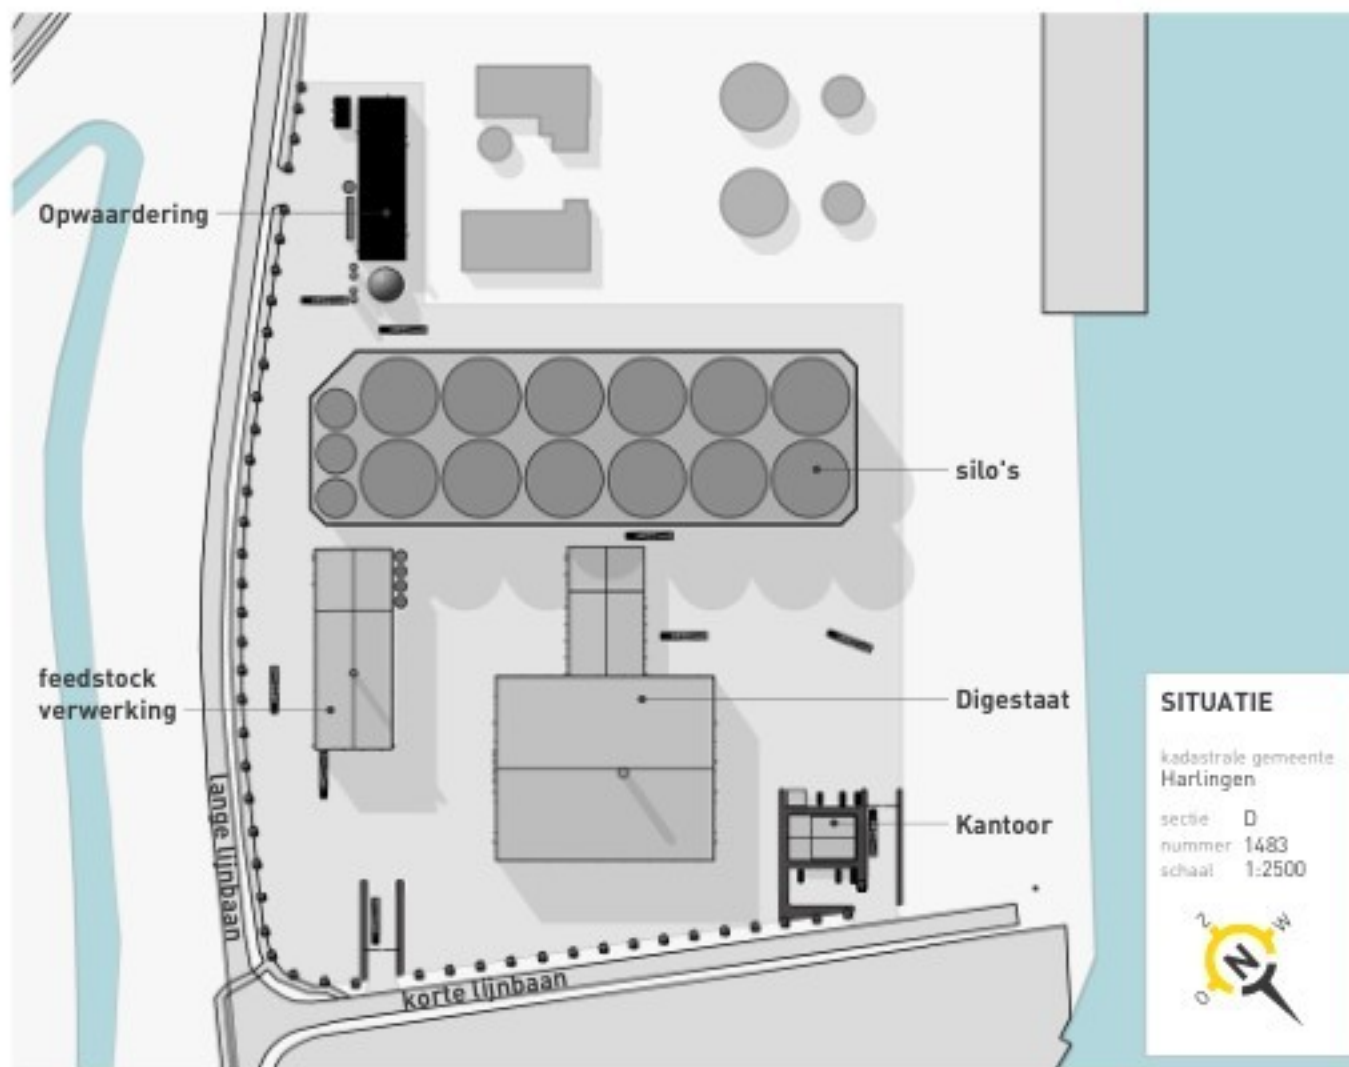 Opwaardering
silo's
feedstock
verwerking
Digestaat
Kantoor
lange lijnbaan
korte lijnbaan
SITUATIE
kadastrale gemeente
Harlingen
sectie D
nummer 1483
schaal 1:2500
Z W
N
O